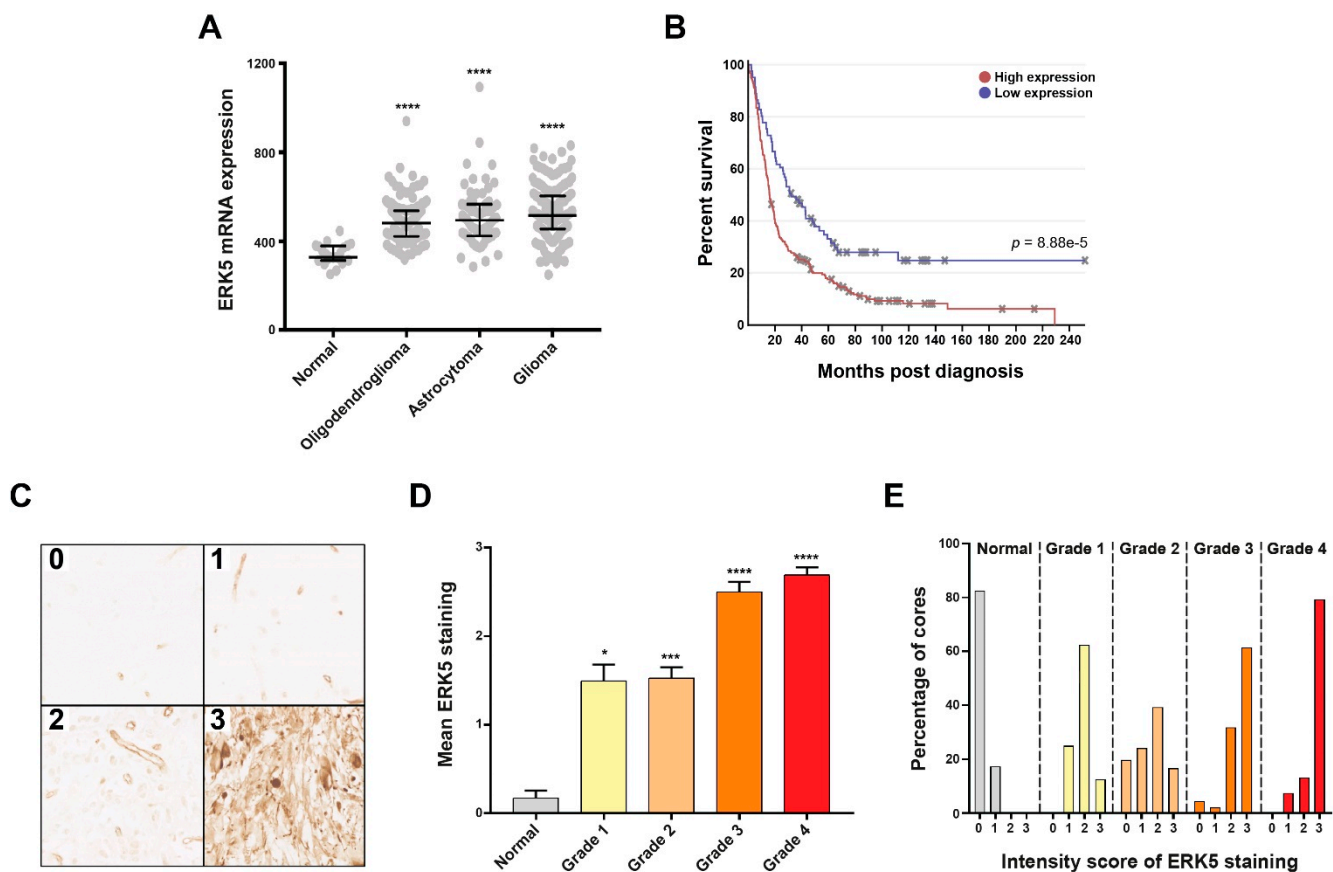 A
ERK5 mRNA expression
1200
800
400
0
****
****
****
Normal
Oligodendroglioma
Astrocytoma
Glioma
B
Percent survival
100
80
60
40
20
0
High expression
Low expression
p = 8.88e-5
20 40 60 80 100 120 140 160 180 200 220 240
Months post diagnosis
C
0
1
2
3
D
Mean ERK5 staining
3
2
1
0
*
***
****
****
Normal
Grade 1
Grade 2
Grade 3
Grade 4
E
Percentage of cores
100
80
60
40
20
0
Normal Grade 1 Grade 2 Grade 3 Grade 4
0 1 2 3 0 1 2 3 0 1 2 3 0 1 2 3 0 1 2 3
Intensity score of ERK5 staining